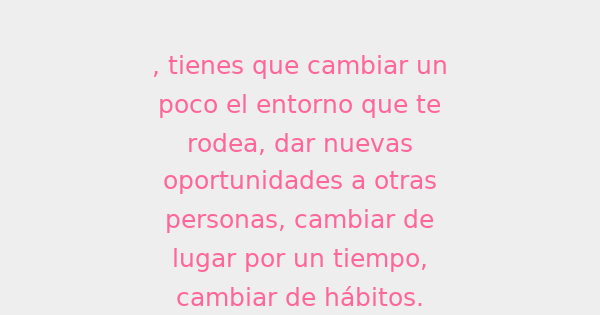 , tienes que cambiar un
poco el entorno que te
rodea, dar nuevas
oportunidades a otras
personas, cambiar de
lugar por un tiempo,
cambiar de hábitos.